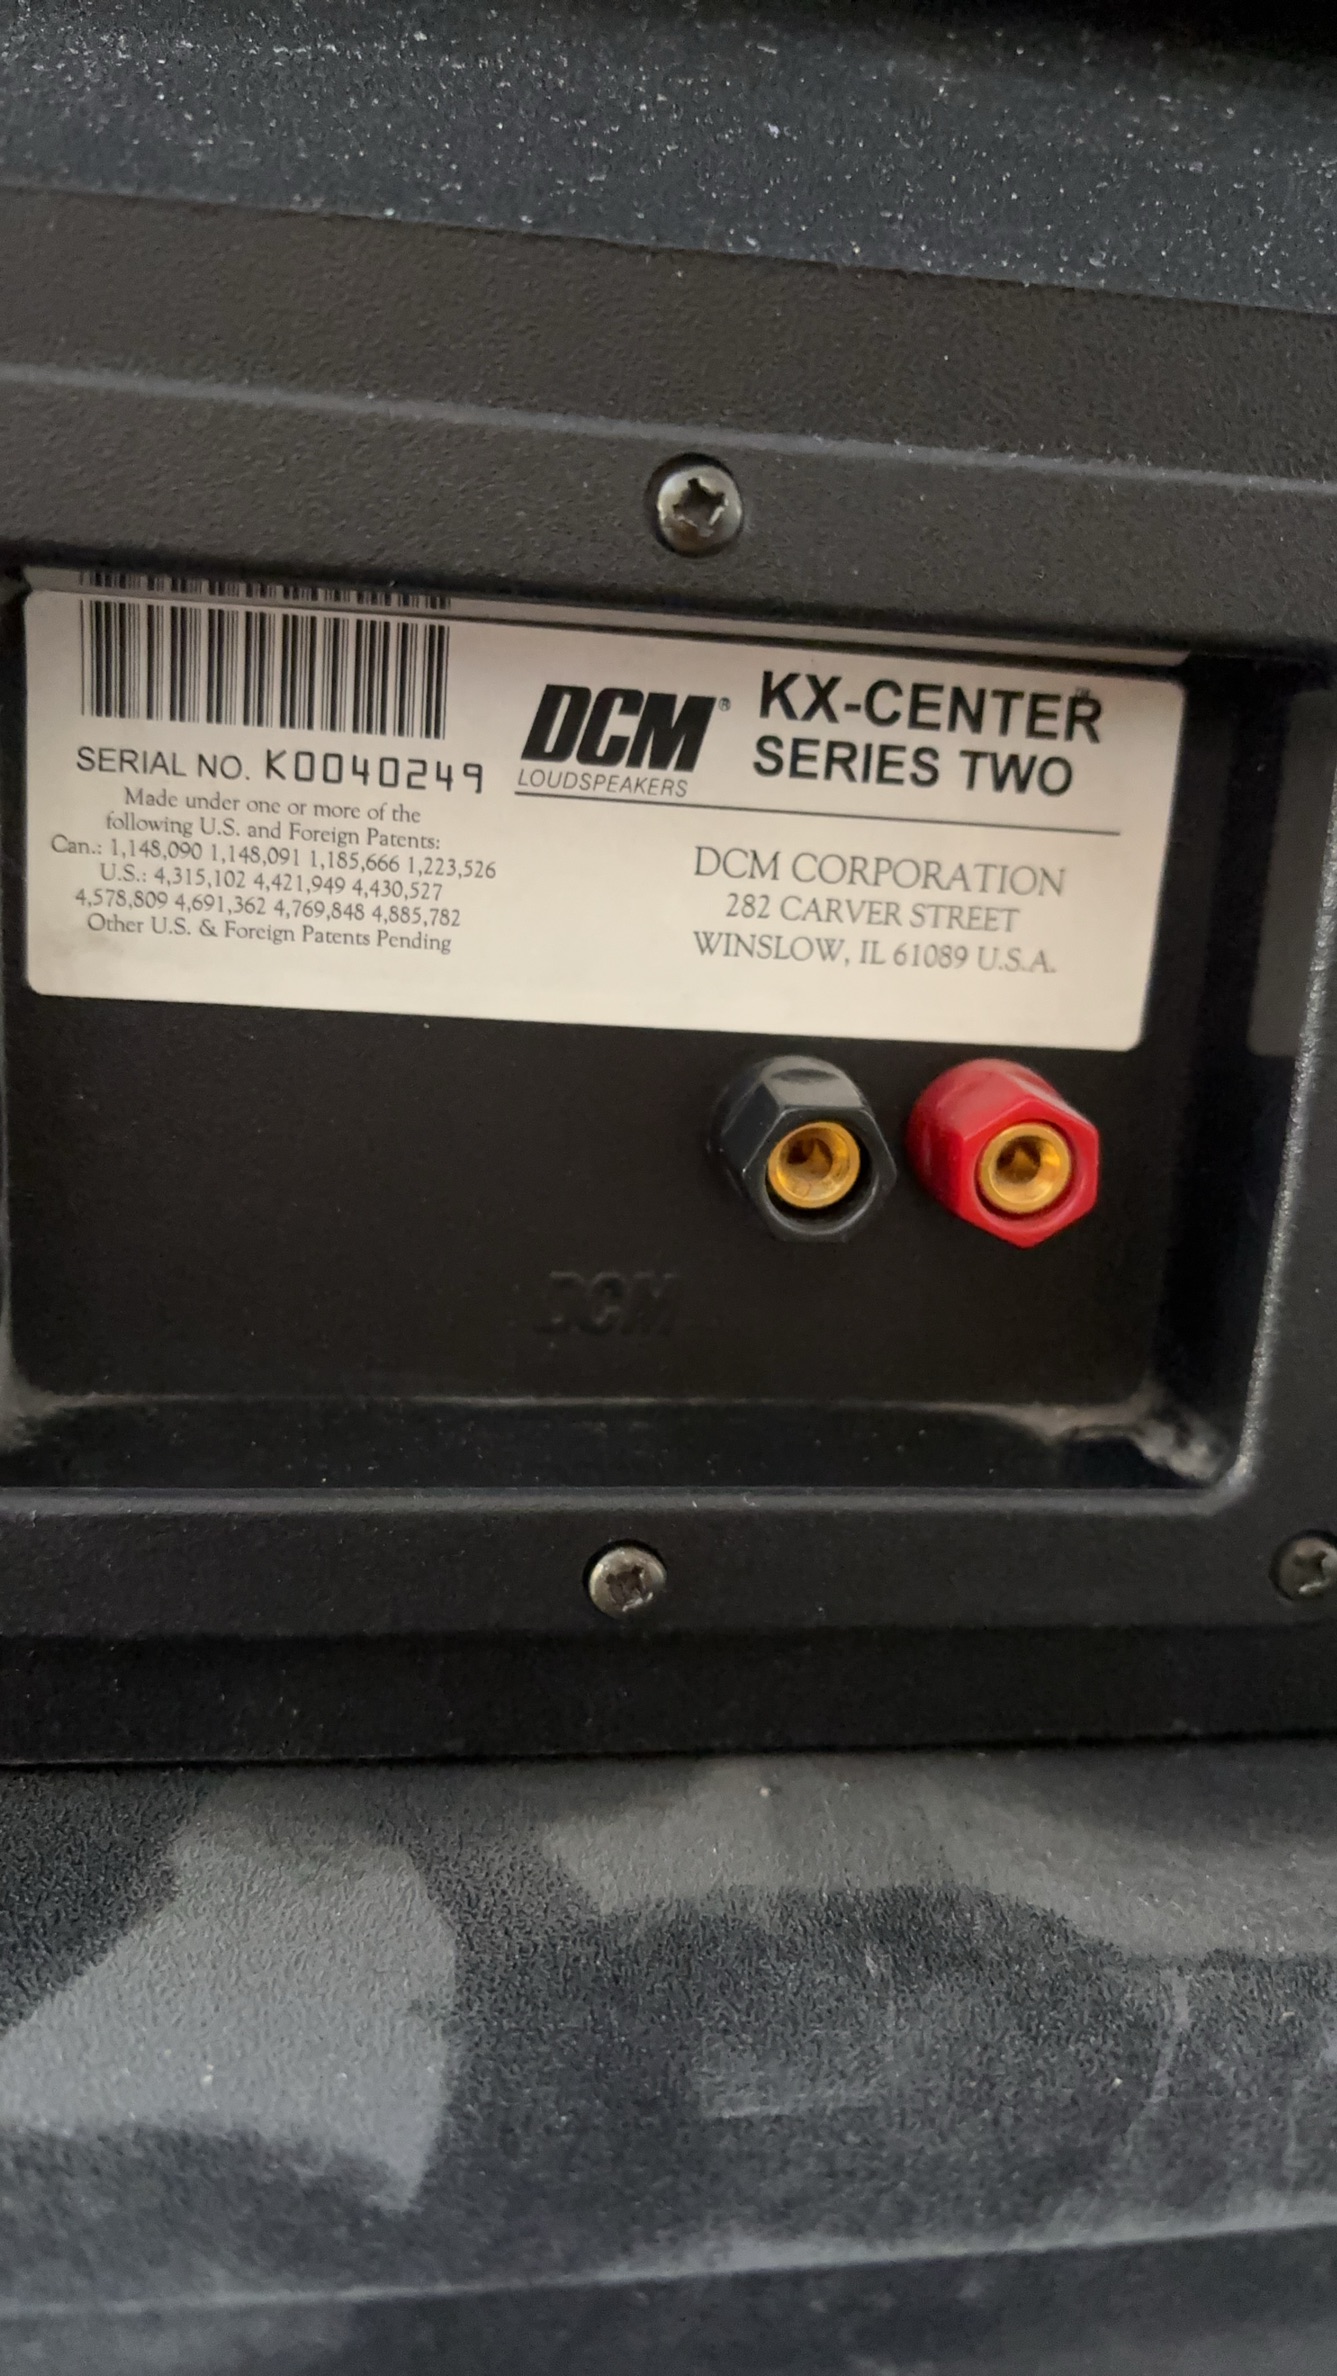 SERIAL NO. K0040249
Made under one or more of the
following U.S. and Foreign Patents:
Can.: 1,148,090 1,148,091 1,185,666 1,223,526
U.S.: 4,315,102 4,421,949 4,430,527
4,578,809 4,691,362 4,769,848 4,885,782
Other U.S. & Foreign Patents Pending
DCM®
LOUDSPEAKERS
KX-CENTER™
SERIES TWO
DCM CORPORATION
282 CARVER STREET
WINSLOW, IL 61089 U.S.A.
DCM